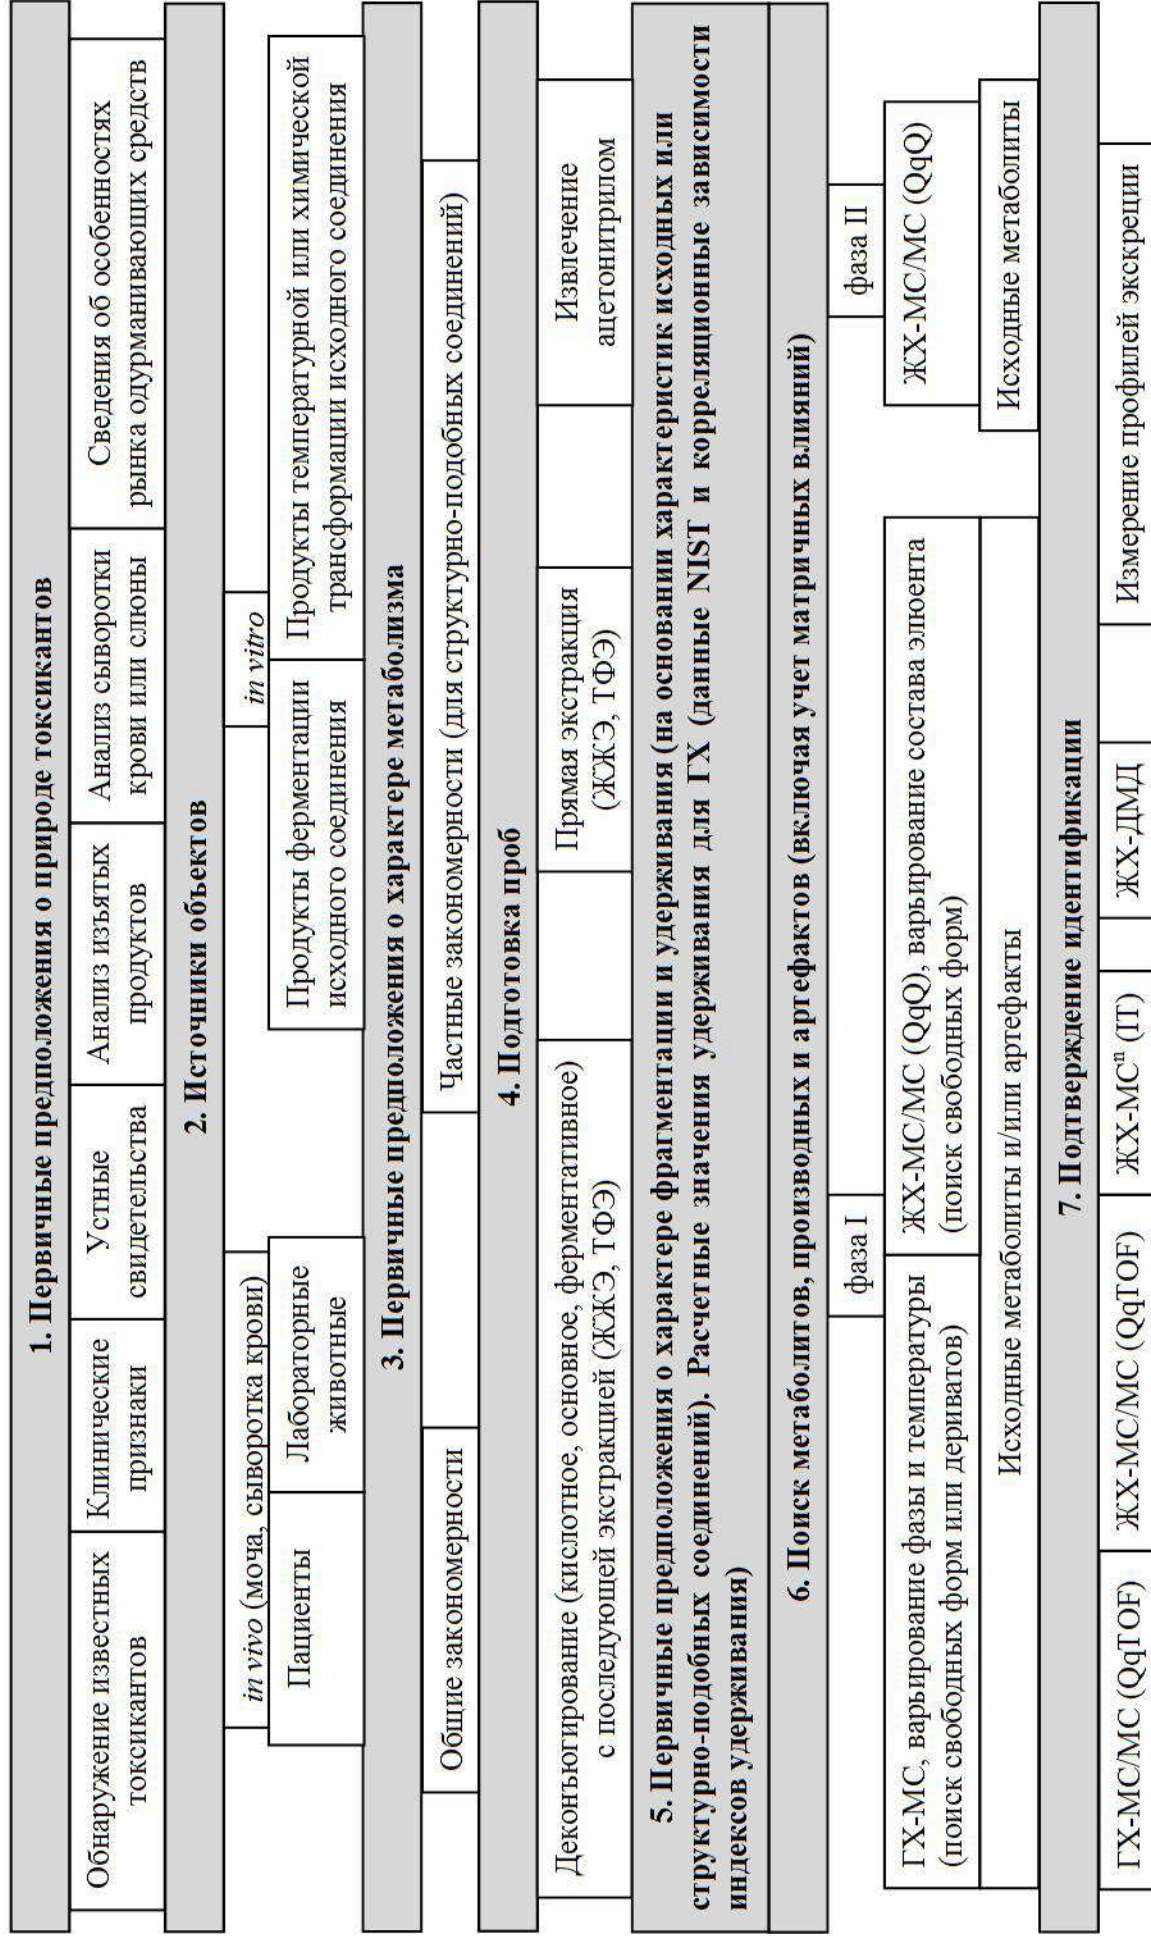 1. Первичные предположения о природе токсикантов
Обнаружение известных
токсикантов
Клинические
признаки
Устные
свидетельства
Анализ изъятых
продуктов
Анализ сыворотки
крови или слюны
Сведения об особенностях
рынка одурманивающих средств
2. Источники объектов
in vivo (моча, сыворотка крови)
in vitro
Пациенты
Лабораторные
животные
Продукты ферментации
исходного соединения
Продукты температурной или химической
трансформации исходного соединения
3. Первичные предположения о характере метаболизма
Общие закономерности
Частные закономерности (для структурно-подобных соединений)
4. Подготовка проб
Деконъюгирование (кислотное, основное, ферментативное)
с последующей экстракцией (ЖЖЭ, ТФЭ)
Прямая экстракция
(ЖЖЭ, ТФЭ)
Извлечение
ацетонитрилом
5. Первичные предположения о характере фрагментации и удерживания (на основании характеристик исходных или
структурно-подобных соединений). Расчетные значения удерживания для ГХ (данные NIST и корреляционные зависимости
индексов удерживания)
6. Поиск метаболитов, производных и артефактов (включая учет матричных влияний)
фаза I
фаза II
ГХ-МС, варьирование фазы и температуры
(поиск свободных форм или дериватов)
ЖХ-МС/МС (QqQ), варьирование состава элюента
(поиск свободных форм)
ЖХ-МС/МС (QqQ)
Исходные метаболиты и/или артефакты
Исходные метаболиты
7. Подтверждение идентификации
ГХ-МС/МС (QqTOF)
ЖХ-МС/МС (QqTOF)
ЖХ-МСⁿ (IT)
ЖХ-ДМД
Измерение профилей экскреции